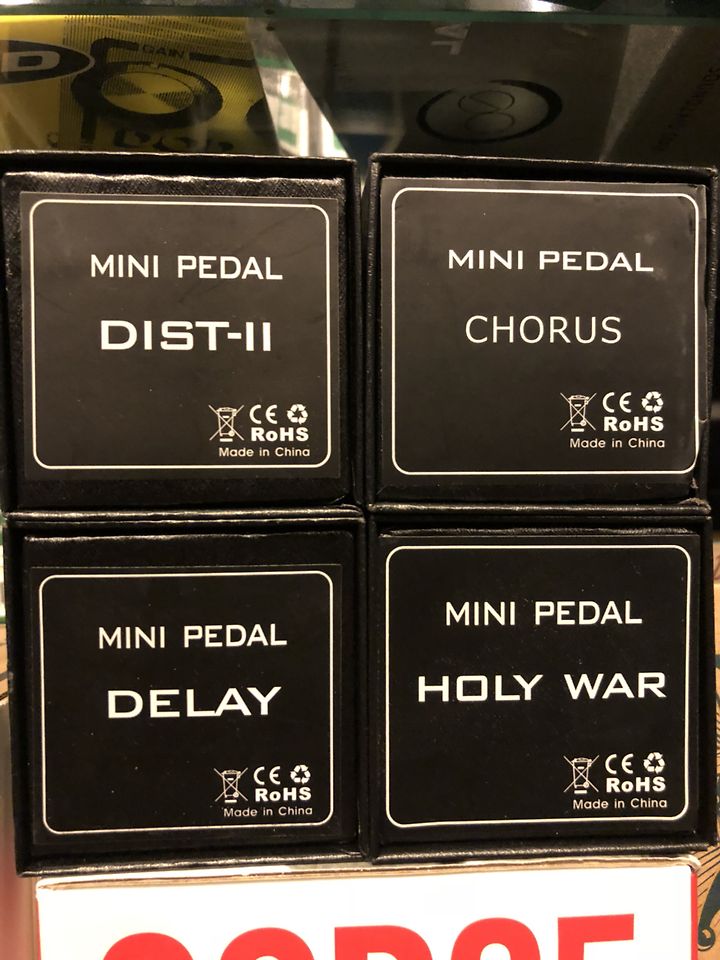 GAIN
MINI PEDAL
DIST-II
CE
RoHS
Made in China
MINI PEDAL
CHORUS
CE
RoHS
Made in China
MINI PEDAL
DELAY
CE
RoHS
Made in China
MINI PEDAL
HOLY WAR
CE
RoHS
Made in China